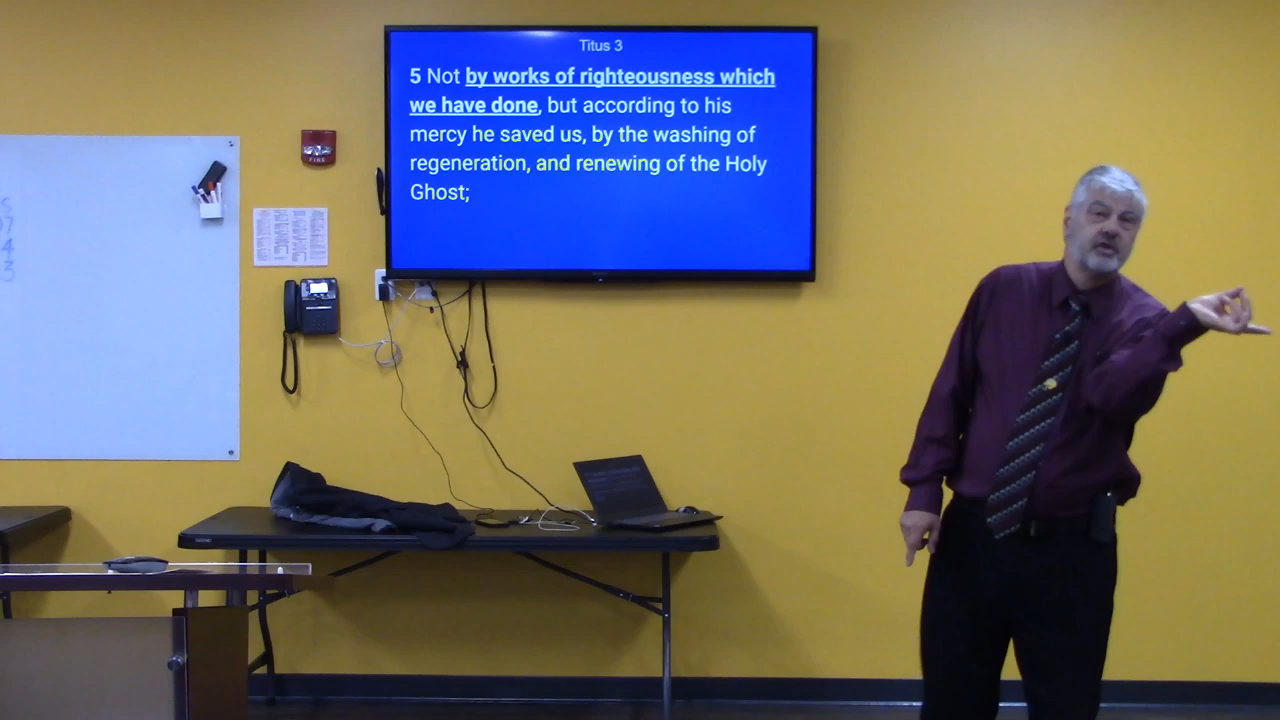 Titus 3
5 Not by works of righteousness which
we have done, but according to his
mercy he saved us, by the washing of
regeneration, and renewing of the Holy
Ghost;
FIRE